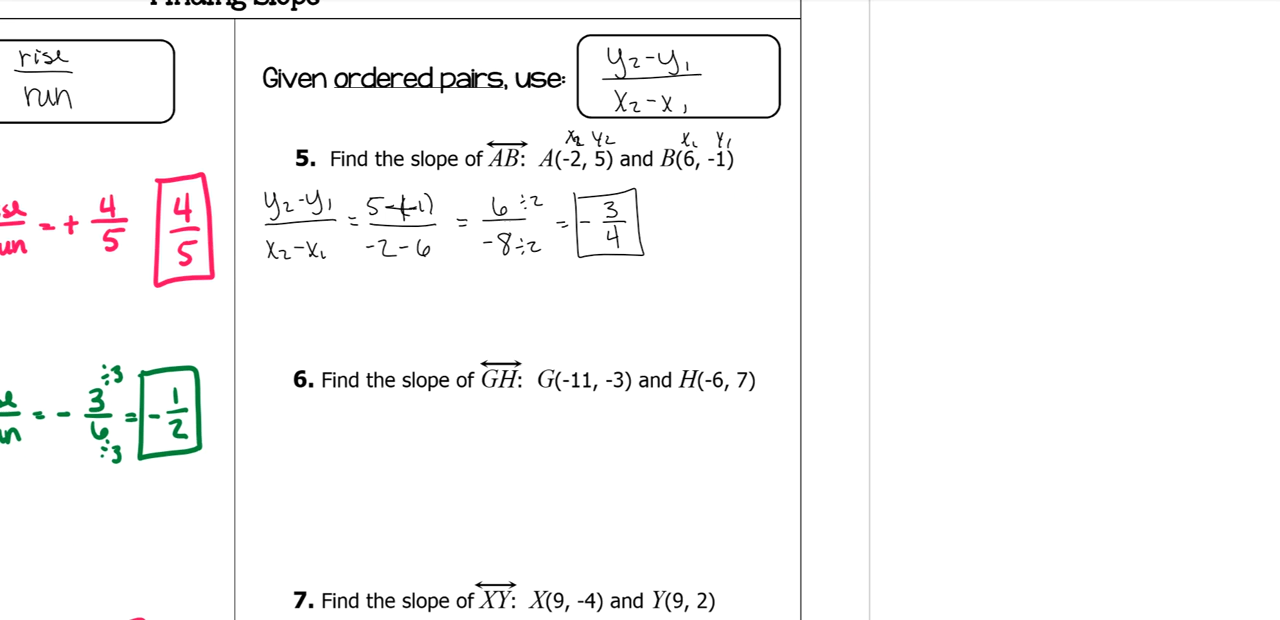 Finding Slope
rise
run
Given ordered pairs, use: y₂-y₁
x₂-x₁
x₂ y₂ x₁ y₁
5. Find the slope of AB: A(-2, 5) and B(6, -1)
y₂-y₁ = 5-(-1) = 6÷2 = - 3
x₂-x₁ -2-6 -8÷2 4
= + 4 4
un 5 5
6. Find the slope of GH: G(-11, -3) and H(-6, 7)
= - 3÷3 = - 1
6÷3 2
7. Find the slope of XY: X(9, -4) and Y(9, 2)